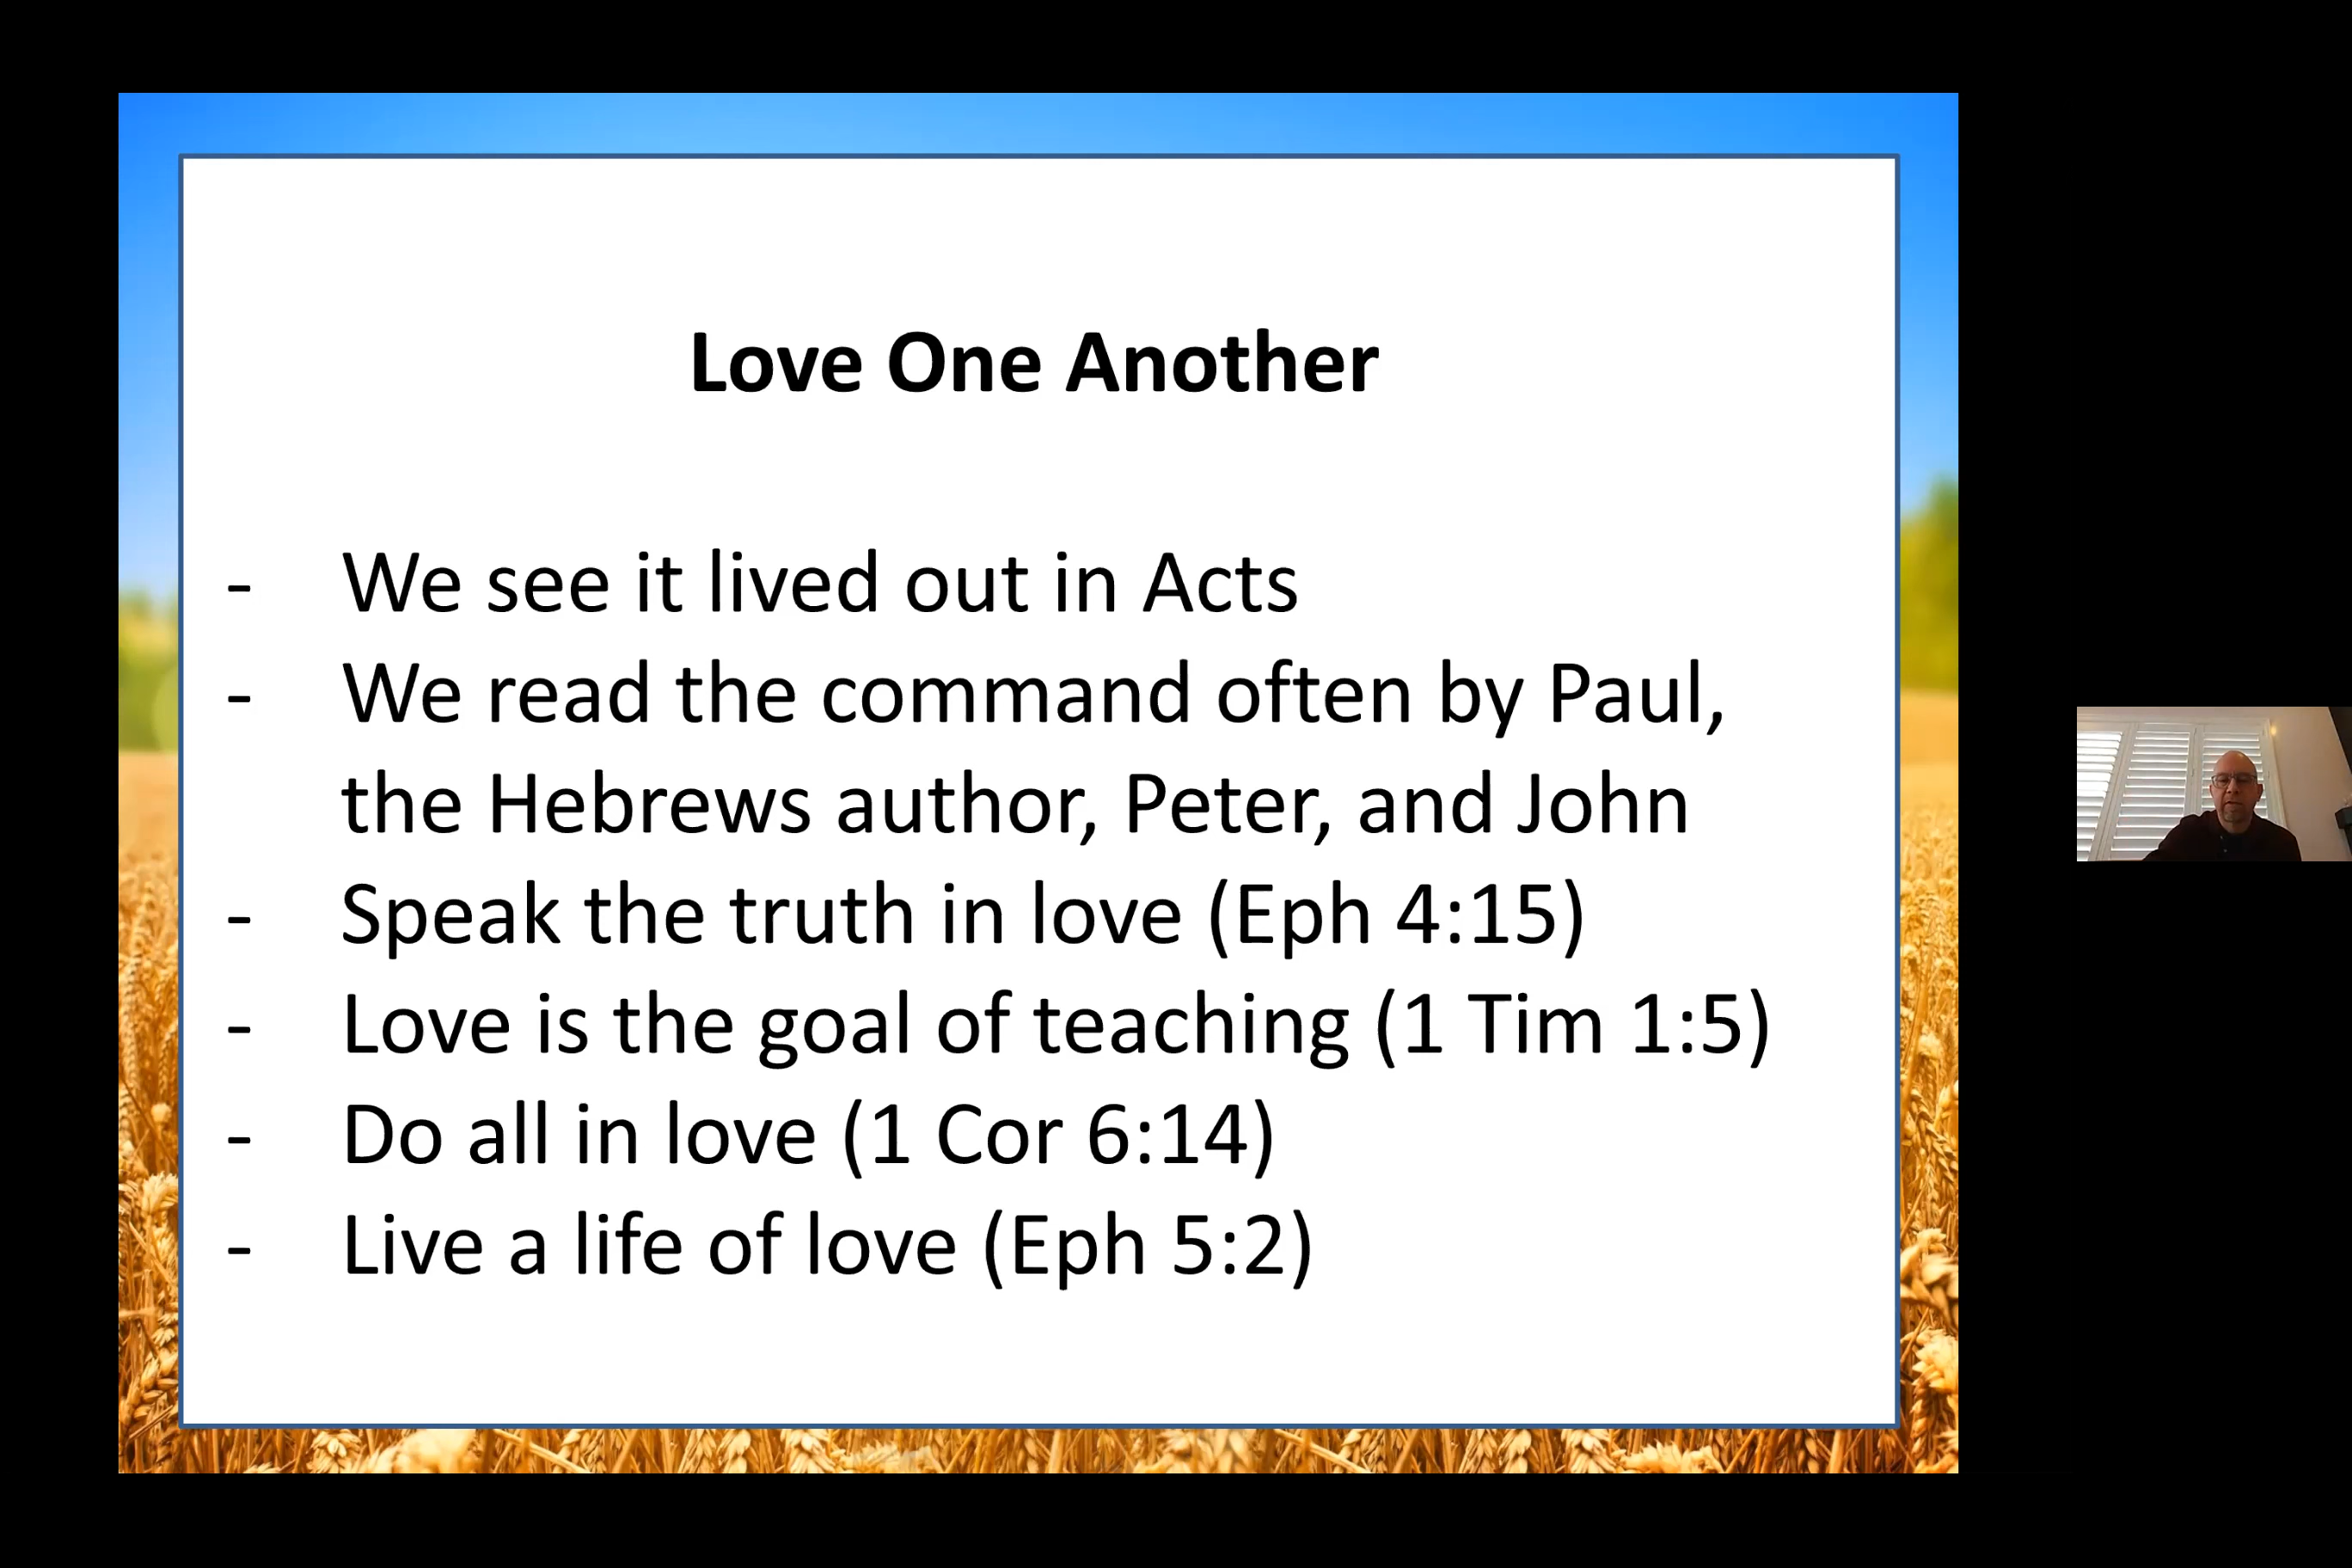 Love One Another
- We see it lived out in Acts
- We read the command often by Paul,
the Hebrews author, Peter, and John
- Speak the truth in love (Eph 4:15)
- Love is the goal of teaching (1 Tim 1:5)
- Do all in love (1 Cor 6:14)
- Live a life of love (Eph 5:2)